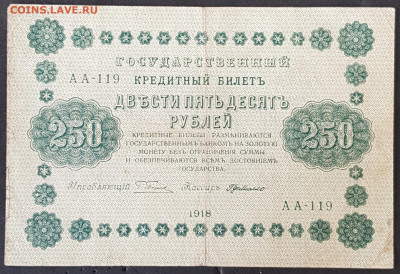 COINS.LAVE.RU
ГОСУДАРСТВЕННЫЙ
АА-119
КРЕДИТНЫЙ БИЛЕТЪ
ДВѢСТИ ПЯТЬДЕСЯТЪ
РУБЛЕЙ
250
250
КРЕДИТНЫЕ БИЛЕТЫ РАЗМѢНИВАЮТСЯ
ГОСУДАРСТВЕННЫМЪ БАНКОМЪ НА ЗОЛОТУЮ
МОНЕТУ БЕЗЪ ОГРАНИЧЕНІЯ СУММЫ
И ОБЕЗПЕЧИВАЮТСЯ ВСѢМЪ ДОСТОЯНІЕМЪ
ГОСУДАРСТВА.
Управляющій
Кассиръ
АА-119
1918